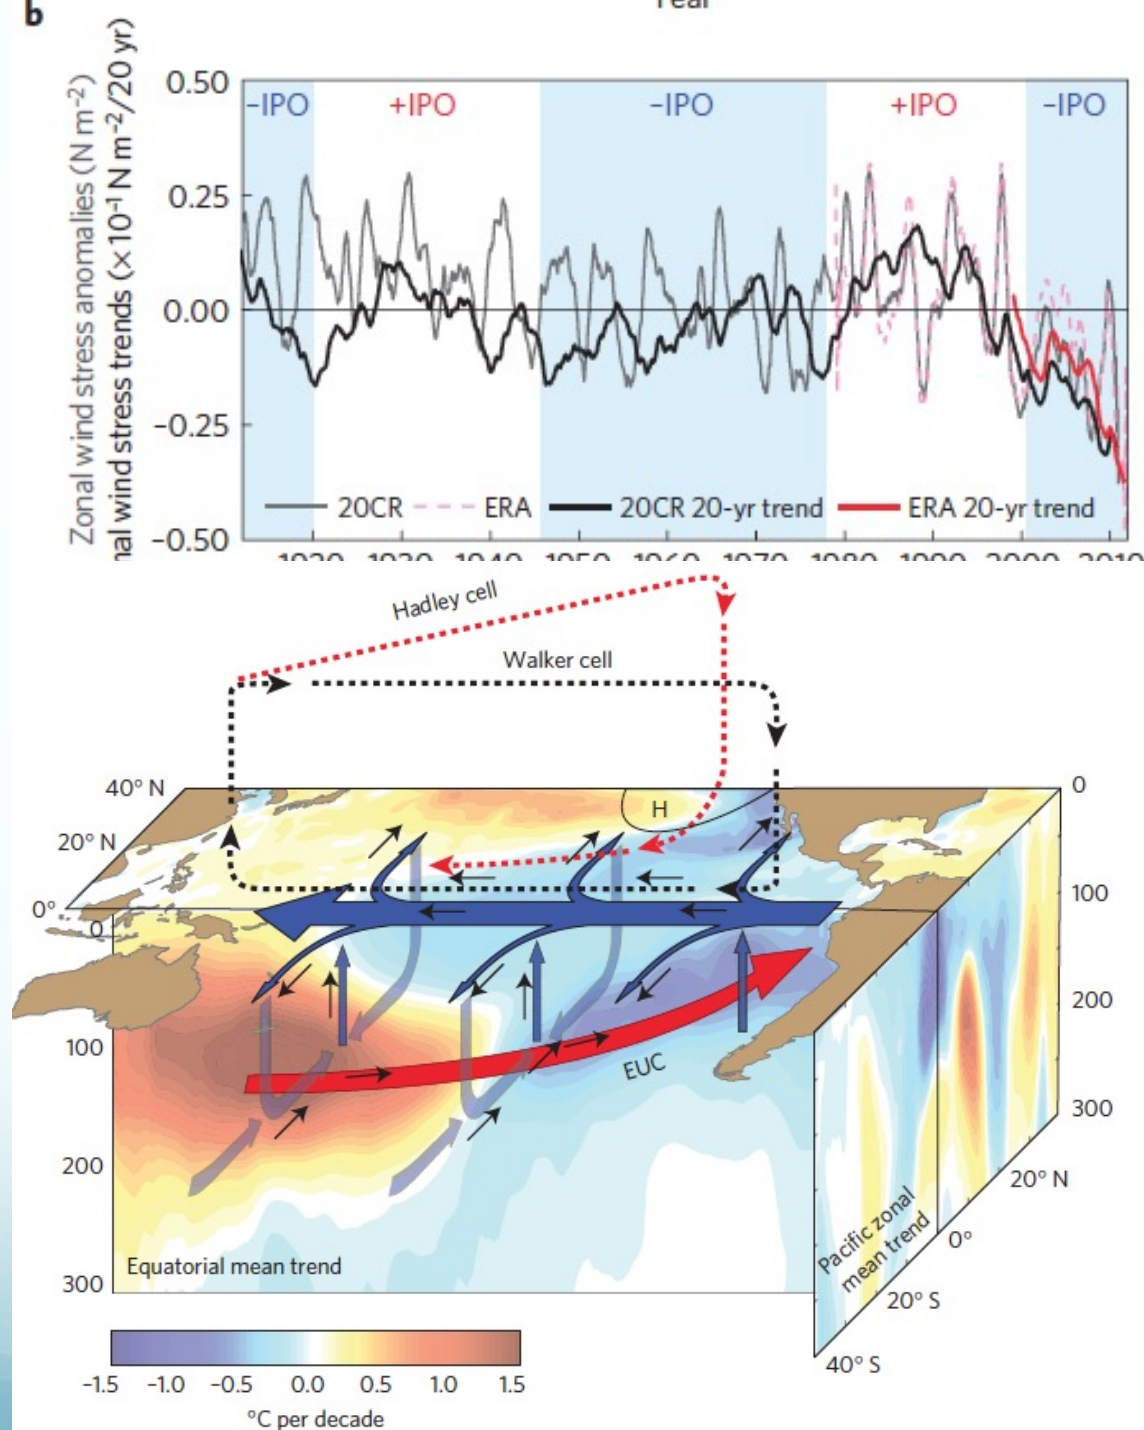 b
Zonal wind stress anomalies (N m⁻²)
nal wind stress trends (×10⁻¹ N m⁻²/20 yr)
0.50
0.25
0.00
−0.25
−0.50
−IPO
+IPO
−IPO
+IPO
−IPO
20CR
ERA
20CR 20-yr trend
ERA 20-yr trend
Hadley cell
Walker cell
40° N
20° N
0°
H
0
100
200
300
0
100
200
300
EUC
20° N
0°
20° S
40° S
Pacific zonal
mean trend
Equatorial mean trend
-1.5 -1.0 -0.5 0.0 0.5 1.0 1.5
°C per decade